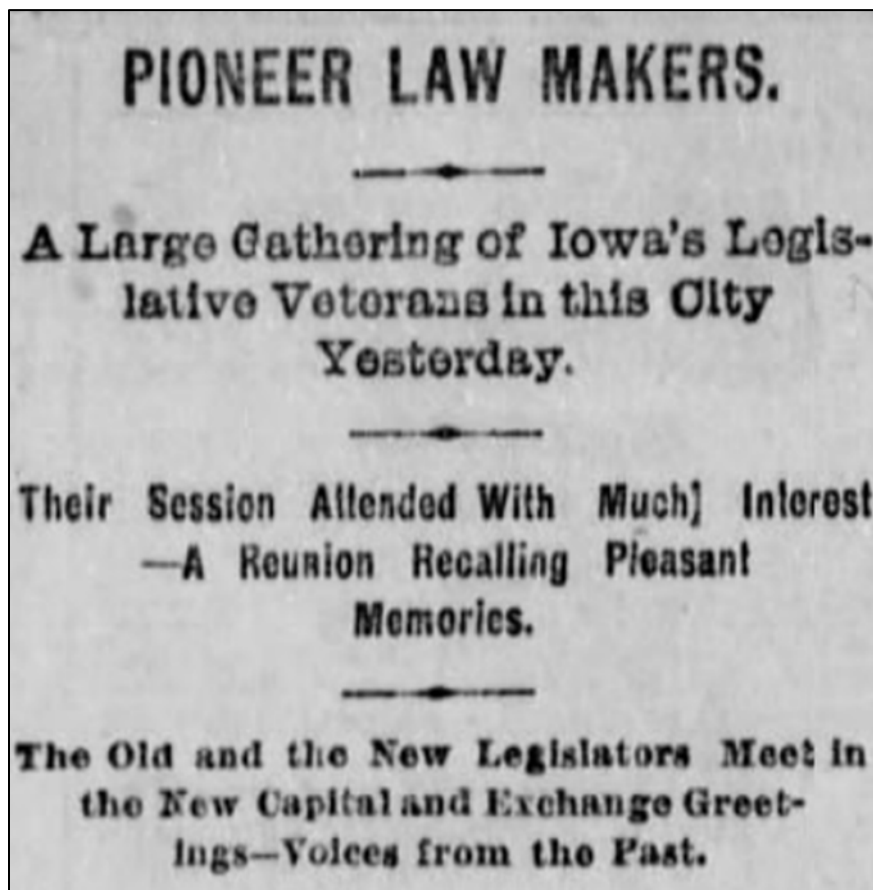 PIONEER LAW MAKERS.
A Large Gathering of Iowa's Legis-
lative Veterans in this City
Yesterday.
Their Session Attended With Much] Interest
—A Reunion Recalling Pleasant
Memories.
The Old and the New Legislators Meet in
the New Capital and Exchange Greet-
ings—Voices from the Past.